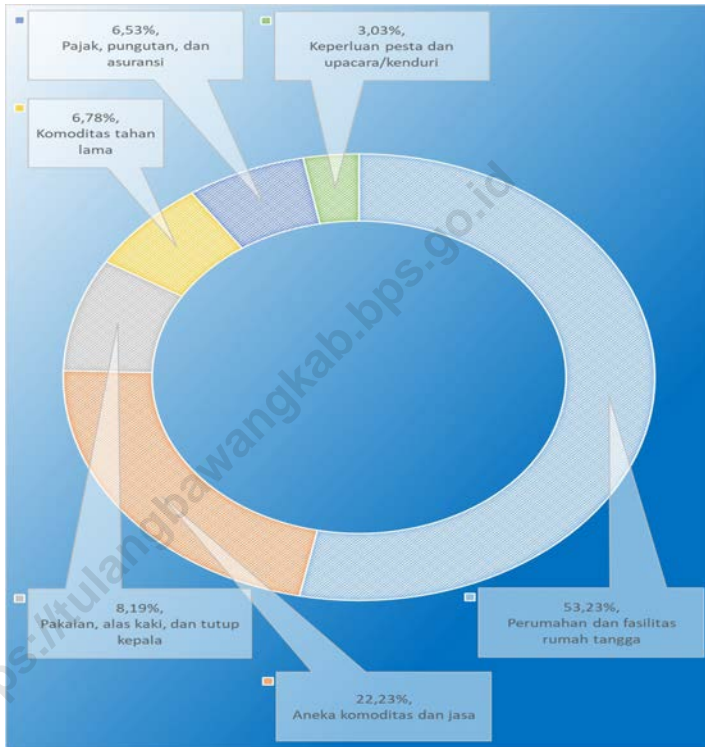 6,53%,
Pajak, pungutan, dan
asuransi
3,03%,
Keperluan pesta dan
upacara/kenduri
6,78%,
Komoditas tahan
lama
8,19%,
Pakaian, alas kaki, dan tutup
kepala
53,23%,
Perumahan dan fasilitas
rumah tangga
22,23%,
Aneka komoditas dan jasa
ps://tulangbawangkab.bps.go.id